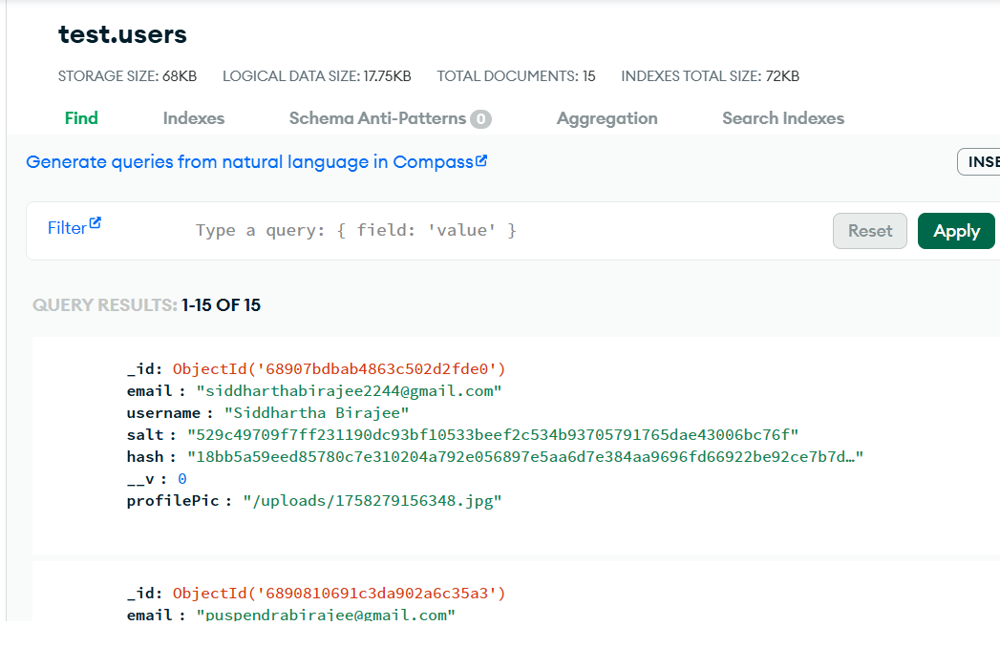 test.users
STORAGE SIZE: 68KB LOGICAL DATA SIZE: 17.75KB TOTAL DOCUMENTS: 15 INDEXES TOTAL SIZE: 72KB
Find Indexes Schema Anti-Patterns 0 Aggregation Search Indexes
Generate queries from natural language in Compass
INSE
Filter Type a query: { field: 'value' } Reset Apply
QUERY RESULTS: 1-15 OF 15
_id: ObjectId('68907bdbab4863c502d2fde0')
email : "siddharthabirajee2244@gmail.com"
username : "Siddhartha Birajee"
salt : "529c49709f7ff231190dc93bf10533beef2c534b93705791765dae43006bc76f"
hash : "18bb5a59eed85780c7e310204a792e056897e5aa6d7e384aa9696fd66922be92ce7b7d…"
__v : 0
profilePic : "/uploads/1758279156348.jpg"
_id: ObjectId('6890810691c3da902a6c35a3')
email : "puspendrabirajee@gmail.com"